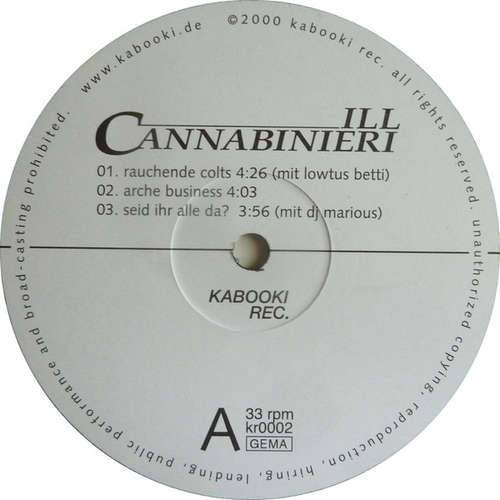 www.kabooki.de ©2000 kabooki rec. all rights reserved. unauthorized copying, reproduction, hiring, lending, public performance and broad-casting prohibited.
ILL
CANNABINIERI
01. rauchende colts 4:26 (mit lowtus betti)
02. arche business 4:03
03. seid ihr alle da? 3:56 (mit dj marious)
KABOOKI
REC.
A
33 rpm
kr0002
GEMA